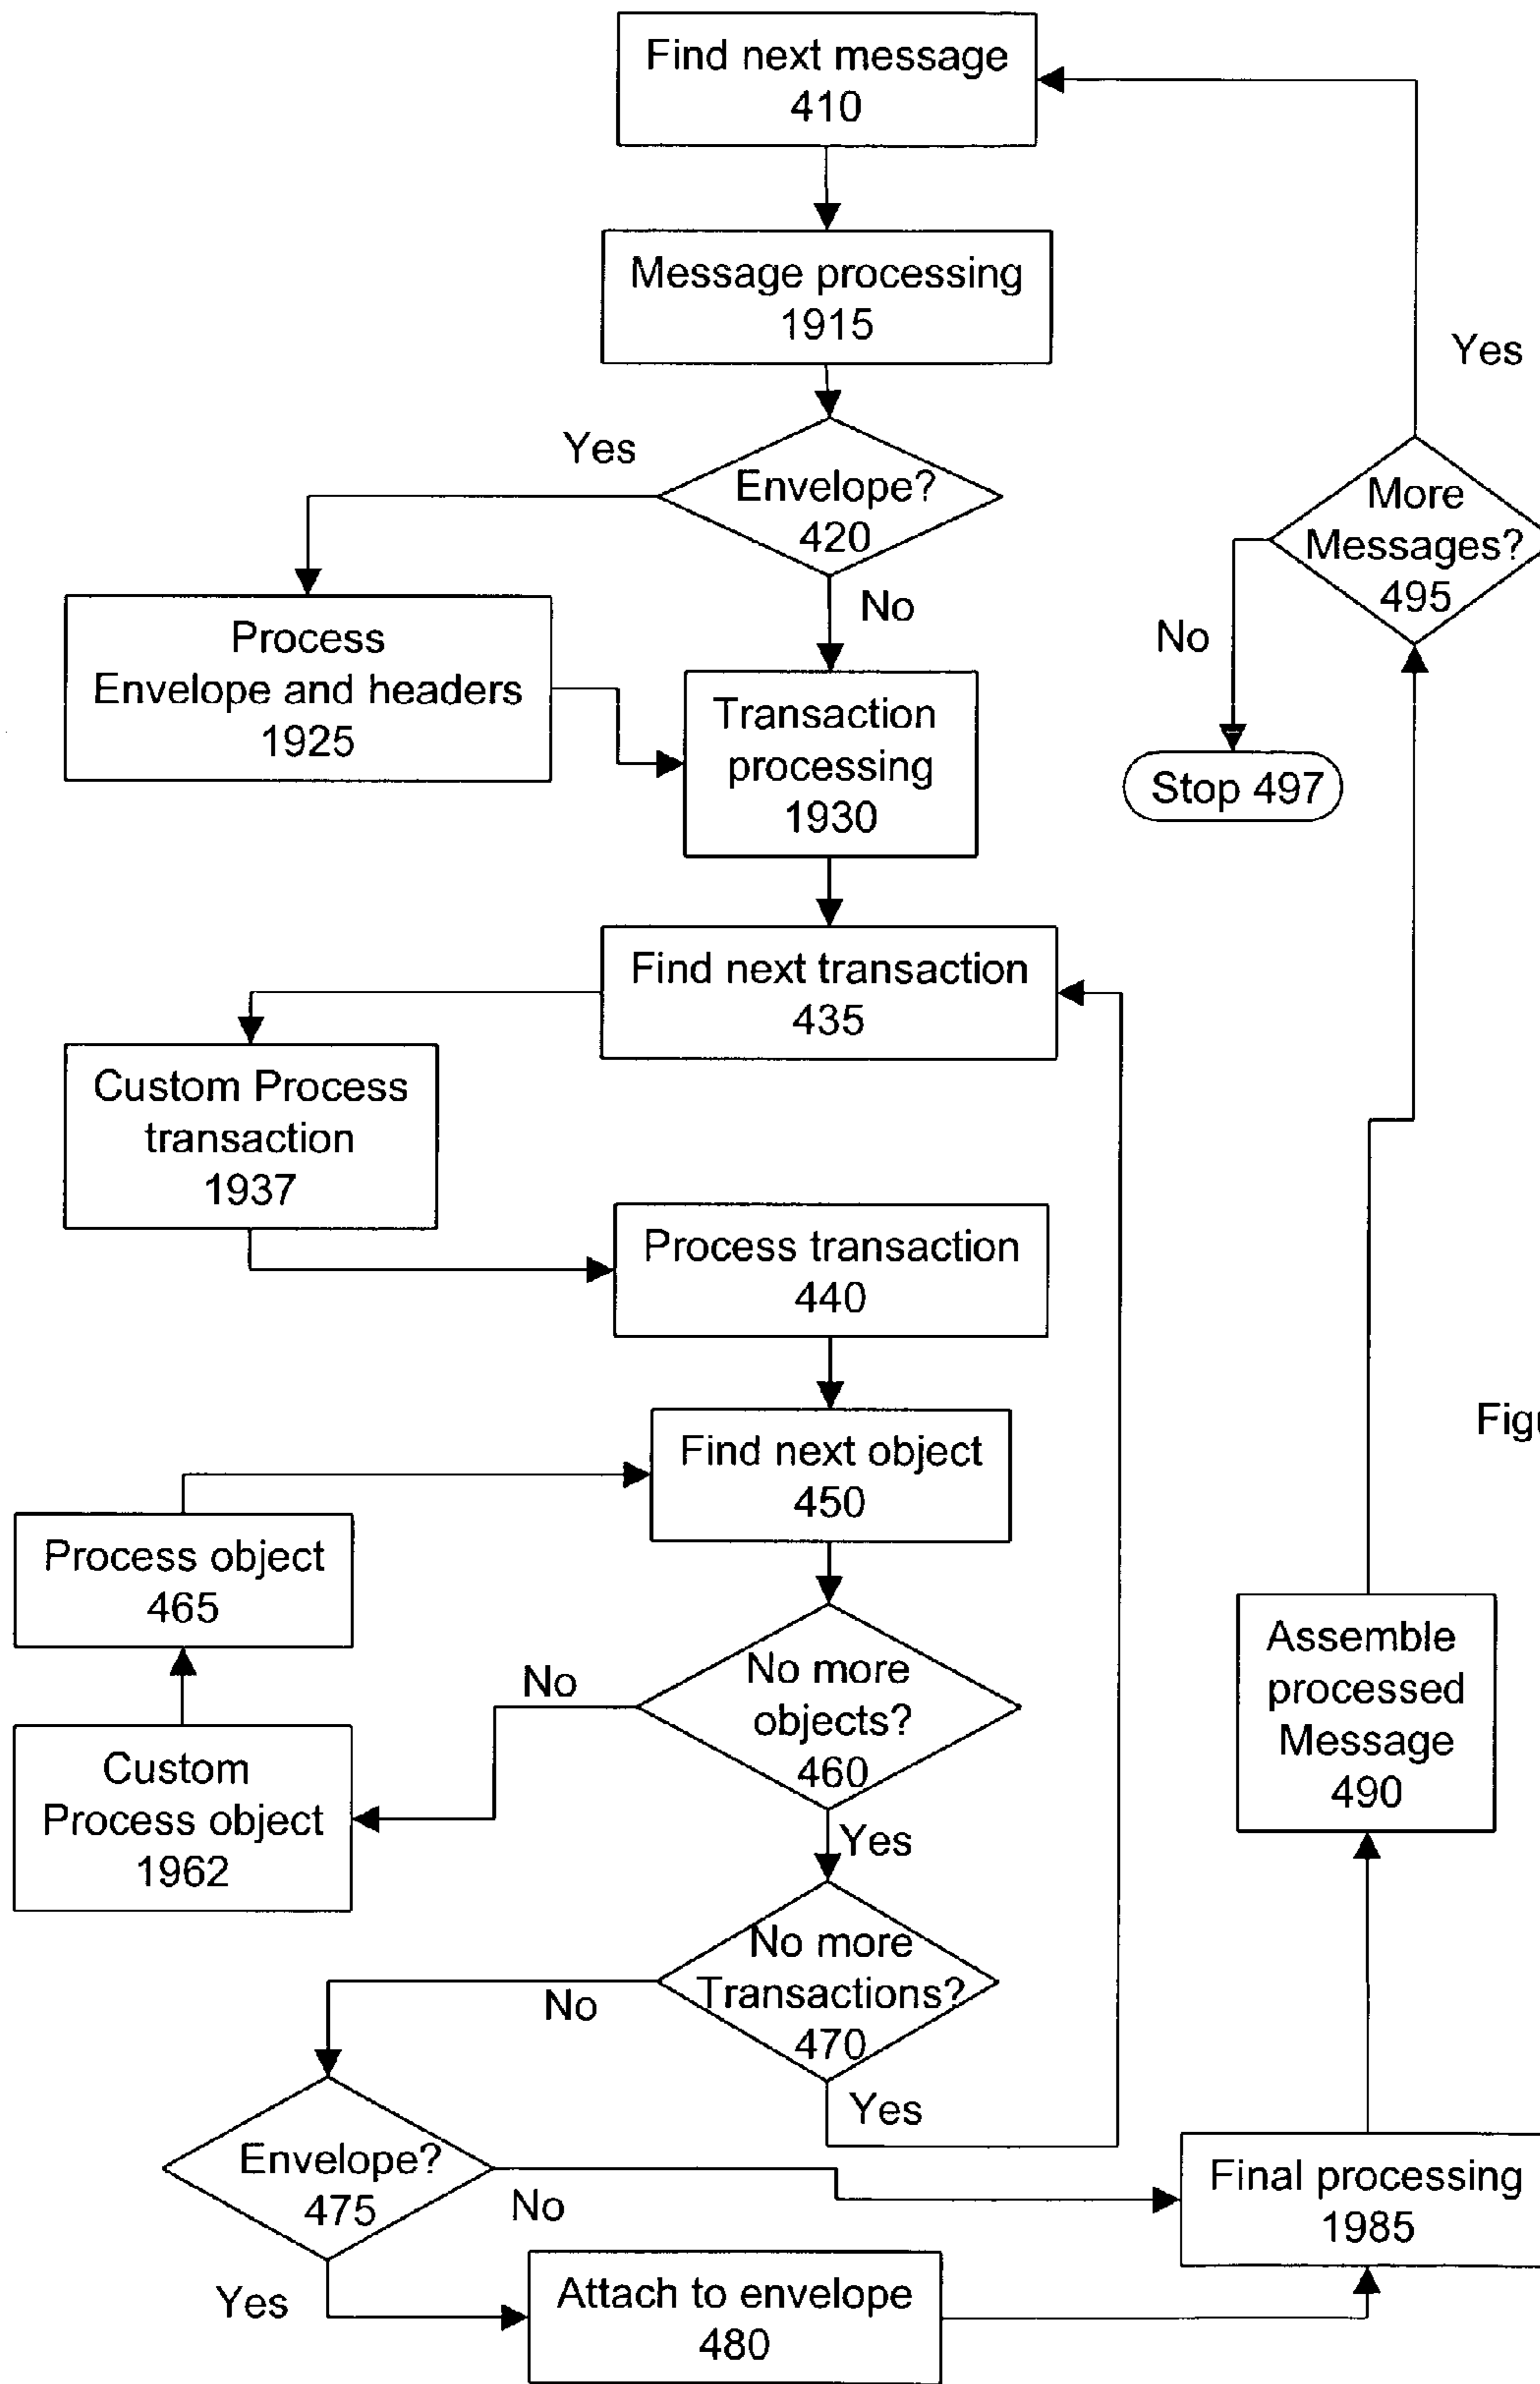 Find next message
410
Message processing
1915
Yes
Envelope?
420
No
Process
Envelope and headers
1925
Transaction
processing
1930
Yes
More
Messages?
495
No
Stop 497
Find next transaction
435
Custom Process
transaction
1937
Process transaction
440
Find next object
450
Process object
465
No more
objects?
460
No
Custom
Process object
1962
Yes
No more
Transactions?
470
No
Yes
Envelope?
475
No
Yes
Attach to envelope
480
Final processing
1985
Assemble
processed
Message
490